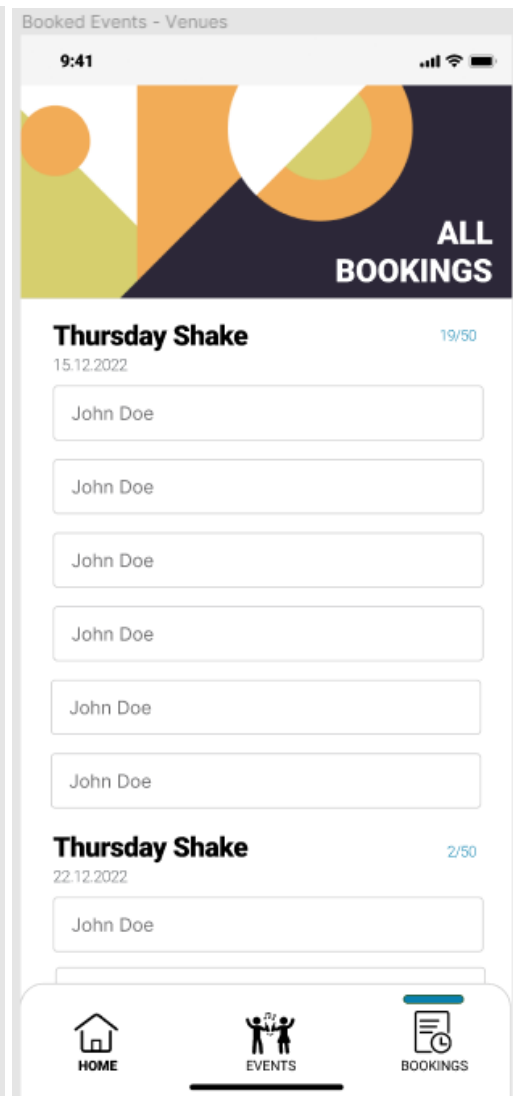 Booked Events - Venues
9:41
ALL
BOOKINGS
Thursday Shake
19/50
15.12.2022
John Doe
John Doe
John Doe
John Doe
John Doe
John Doe
Thursday Shake
2/50
22.12.2022
John Doe
HOME
EVENTS
BOOKINGS